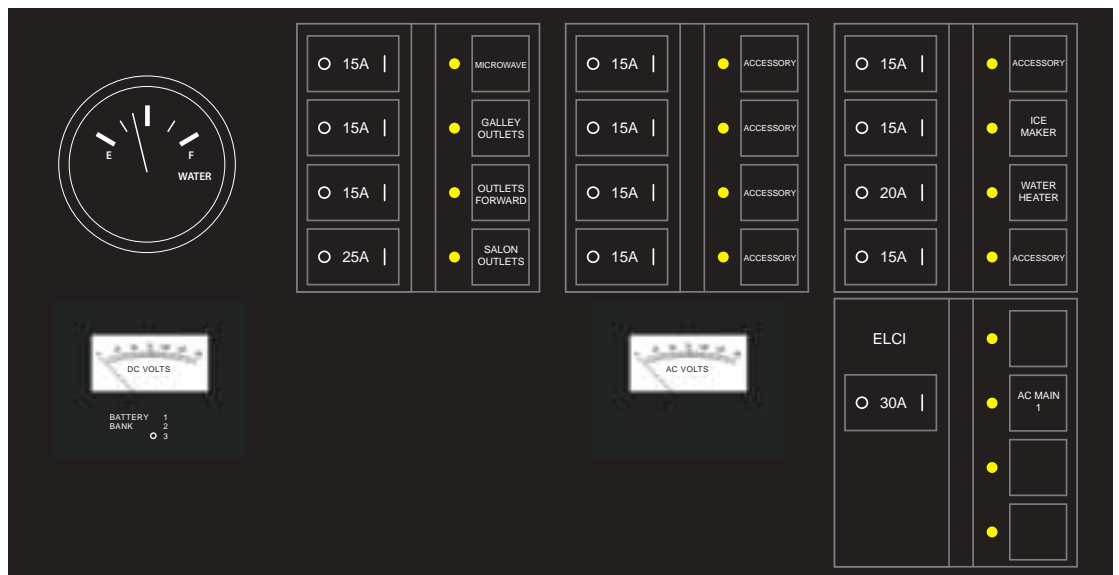 E
F
WATER
15A
MICROWAVE
15A
GALLEY
OUTLETS
15A
OUTLETS
FORWARD
25A
SALON
OUTLETS
15A
ACCESSORY
15A
ACCESSORY
15A
ACCESSORY
15A
ACCESSORY
15A
ACCESSORY
15A
ICE
MAKER
20A
WATER
HEATER
15A
ACCESSORY
DC VOLTS
BATTERY 1
BANK 2
3
AC VOLTS
ELCI
30A
AC MAIN
1